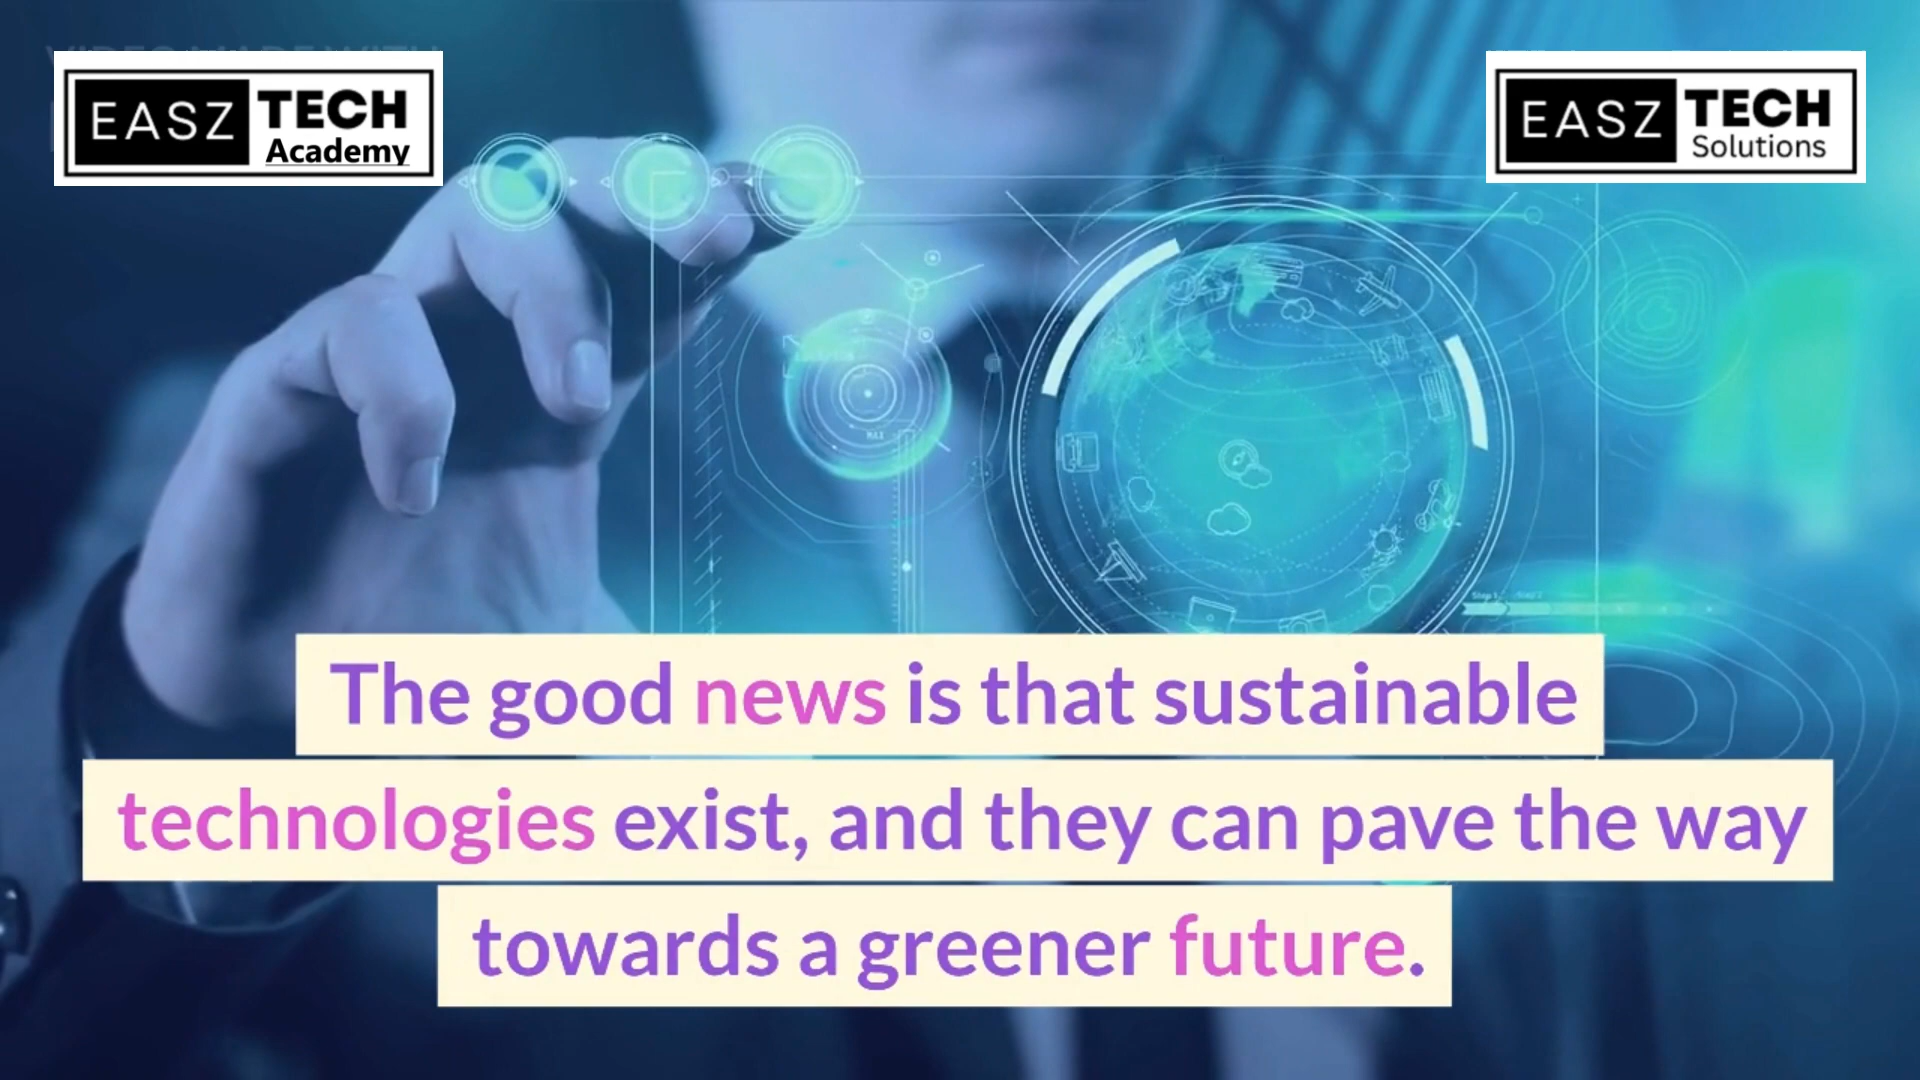 EASZ TECH
Academy
EASZ TECH
Solutions
MAX
The good news is that sustainable
technologies exist, and they can pave the way
towards a greener future.